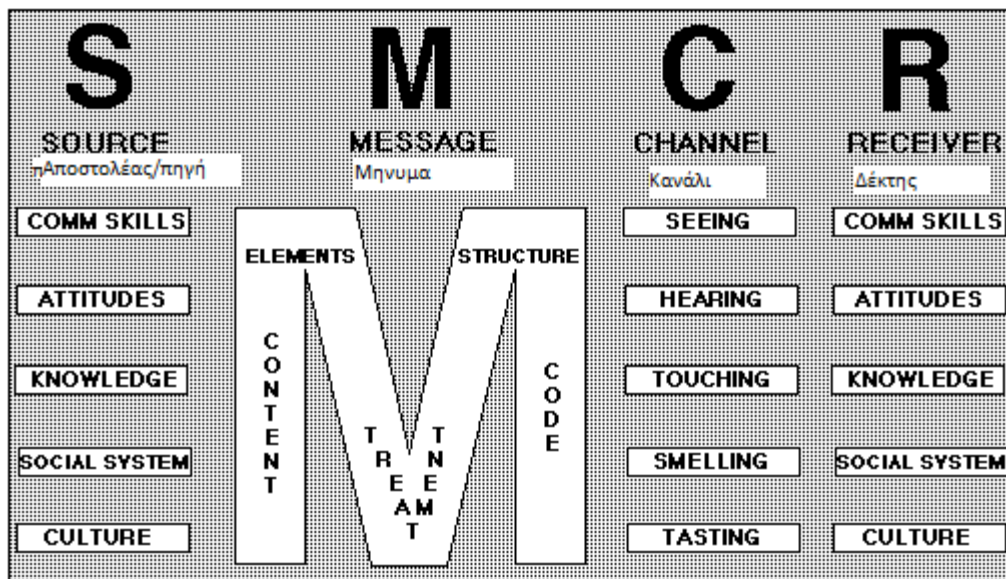 S M C R
SOURCE MESSAGE CHANNEL RECEIVER
πΑποστολέας/πηγή Μηνυμα Κανάλι Δέκτης
COMM SKILLS
ATTITUDES
KNOWLEDGE
SOCIAL SYSTEM
CULTURE
ELEMENTS STRUCTURE
CONTENT
TREATMENT
CODE
SEEING
HEARING
TOUCHING
SMELLING
TASTING
COMM SKILLS
ATTITUDES
KNOWLEDGE
SOCIAL SYSTEM
CULTURE